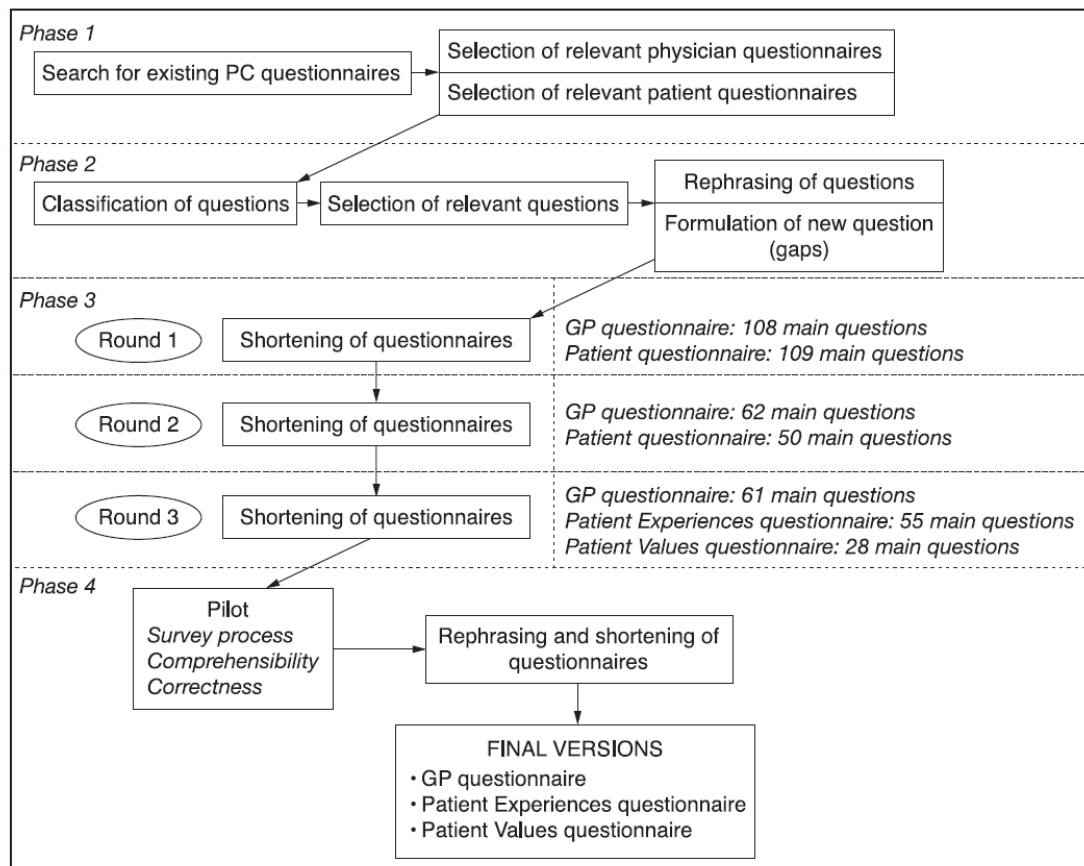 Phase 1
Search for existing PC questionnaires
Selection of relevant physician questionnaires
Selection of relevant patient questionnaires
Phase 2
Classification of questions
Selection of relevant questions
Rephrasing of questions
Formulation of new question
(gaps)
Phase 3
Round 1
Shortening of questionnaires
GP questionnaire: 108 main questions
Patient questionnaire: 109 main questions
Round 2
Shortening of questionnaires
GP questionnaire: 62 main questions
Patient questionnaire: 50 main questions
Round 3
Shortening of questionnaires
GP questionnaire: 61 main questions
Patient Experiences questionnaire: 55 main questions
Patient Values questionnaire: 28 main questions
Phase 4
Pilot
Survey process
Comprehensibility
Correctness
Rephrasing and shortening of
questionnaires
FINAL VERSIONS
• GP questionnaire
• Patient Experiences questionnaire
• Patient Values questionnaire